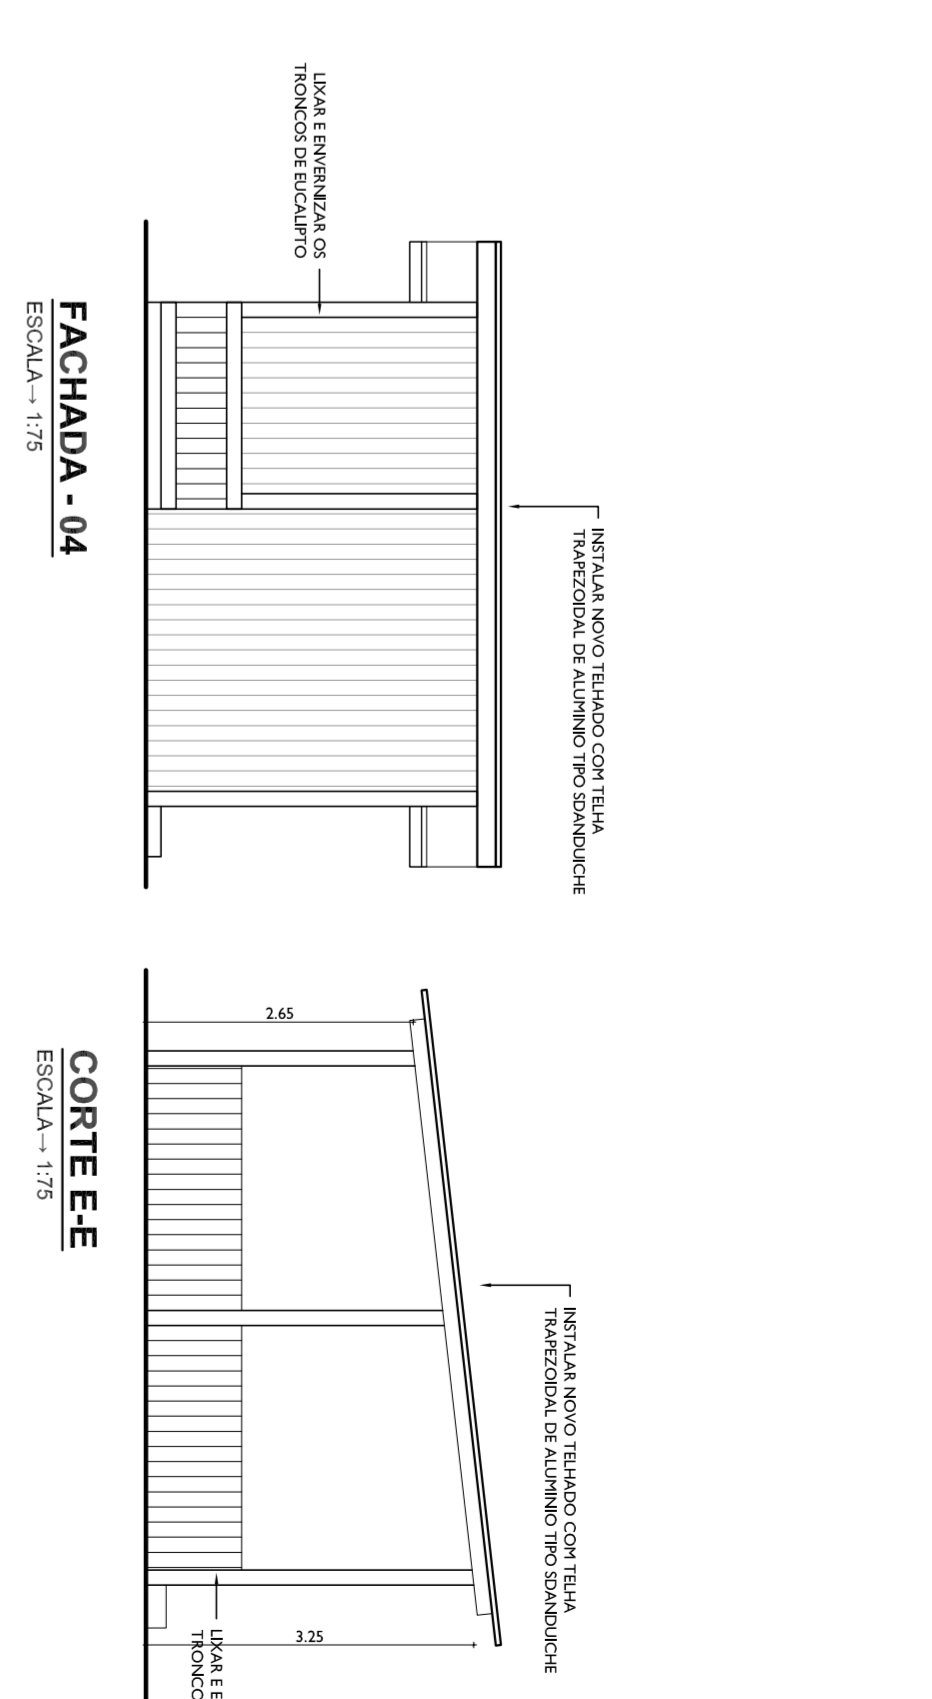 LIXAR E ENVERNIZAR OS
TRONCOS DE EUCALIPTO
INSTALAR NOVO TELHADO COM TELHA
TRAPEZOIDAL DE ALUMINIO TIPO SDANDUICHE
FACHADA - 04
ESCALA→ 1:75
2.65
INSTALAR NOVO TELHADO COM TELHA
TRAPEZOIDAL DE ALUMINIO TIPO SDANDUICHE
3.25
LIXAR E E
TRONCO
CORTE E-E
ESCALA→ 1:75